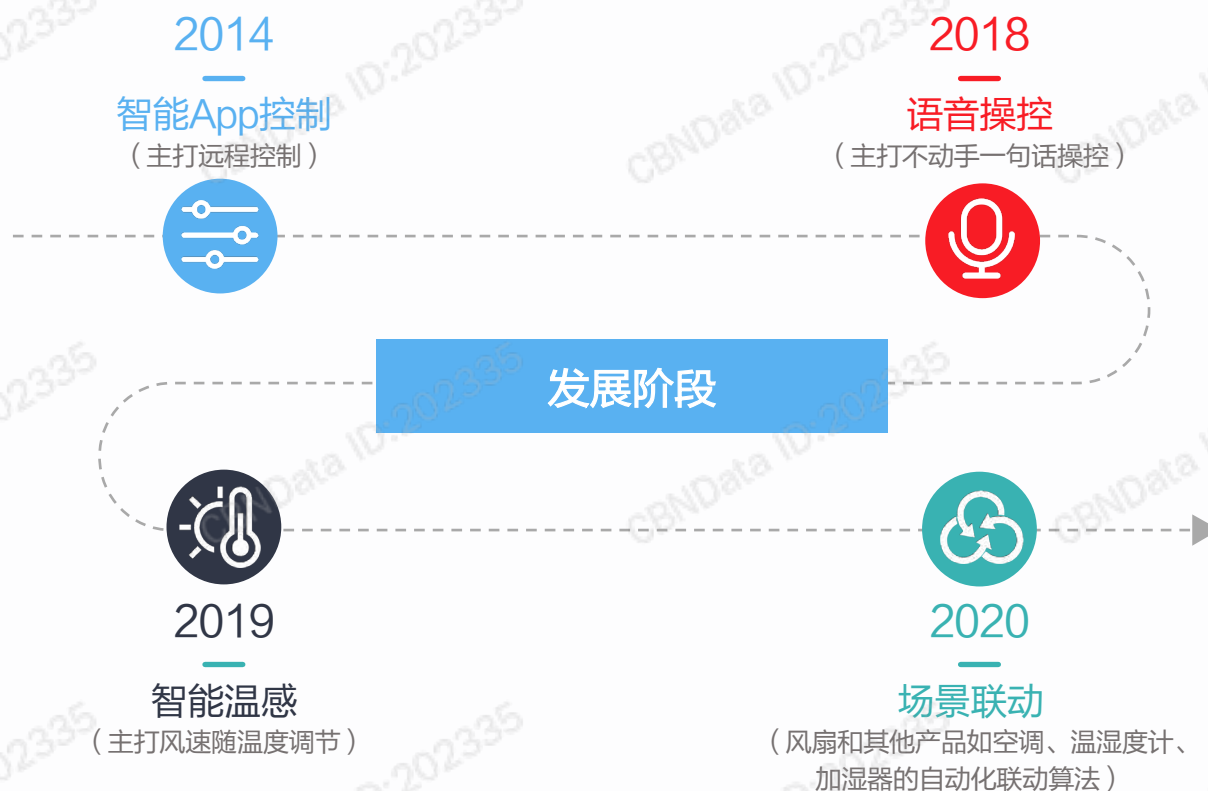 2014
智能App控制
（主打远程控制）
2018
语音操控
（主打不动手一句话操控）
发展阶段
2019
智能温感
（主打风速随温度调节）
2020
场景联动
（风扇和其他产品如空调、温湿度计、
加湿器的自动化联动算法）
CBNData ID:202335